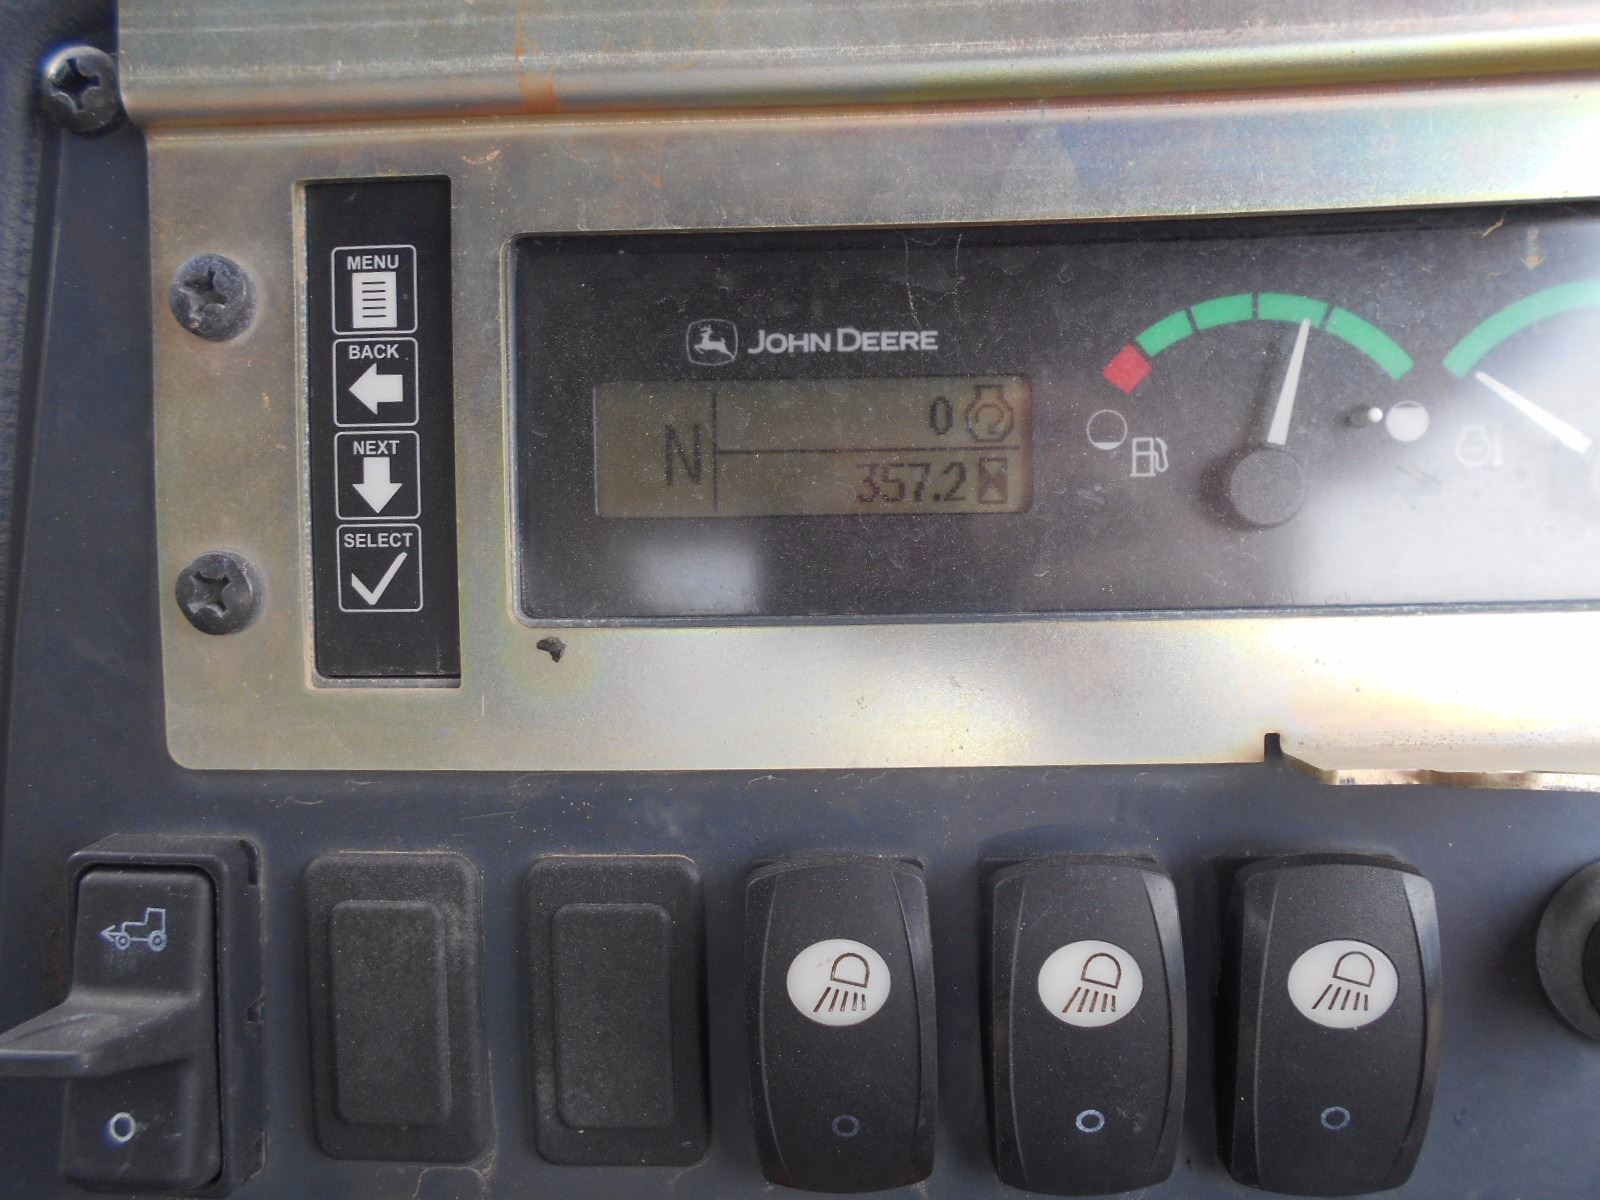 MENU
BACK
NEXT
SELECT
JOHN DEERE
N
0
357.2